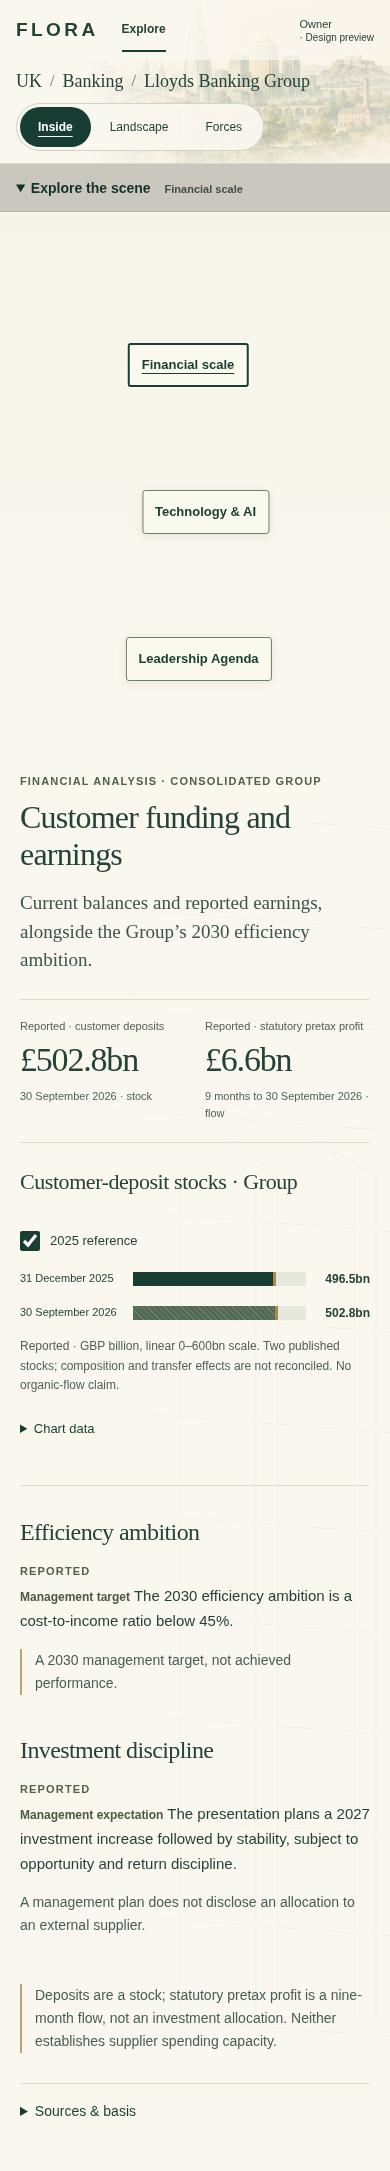 FLORA
Explore
Owner
· Design preview
UK / Banking / Lloyds Banking Group
Inside
Landscape
Forces
▼ Explore the scene Financial scale
Financial scale
Technology & AI
Leadership Agenda
FINANCIAL ANALYSIS · CONSOLIDATED GROUP
Customer funding and
earnings
Current balances and reported earnings,
alongside the Group’s 2030 efficiency
ambition.
Reported · customer deposits
£502.8bn
30 September 2026 · stock
Reported · statutory pretax profit
£6.6bn
9 months to 30 September 2026 ·
flow
Customer-deposit stocks · Group
2025 reference
31 December 2025 496.5bn
30 September 2026 502.8bn
Reported · GBP billion, linear 0–600bn scale. Two published
stocks; composition and transfer effects are not reconciled. No
organic-flow claim.
▶ Chart data
Efficiency ambition
REPORTED
Management target The 2030 efficiency ambition is a
cost-to-income ratio below 45%.
A 2030 management target, not achieved
performance.
Investment discipline
REPORTED
Management expectation The presentation plans a 2027
investment increase followed by stability, subject to
opportunity and return discipline.
A management plan does not disclose an allocation to
an external supplier.
Deposits are a stock; statutory pretax profit is a nine-
month flow, not an investment allocation. Neither
establishes supplier spending capacity.
▶ Sources & basis